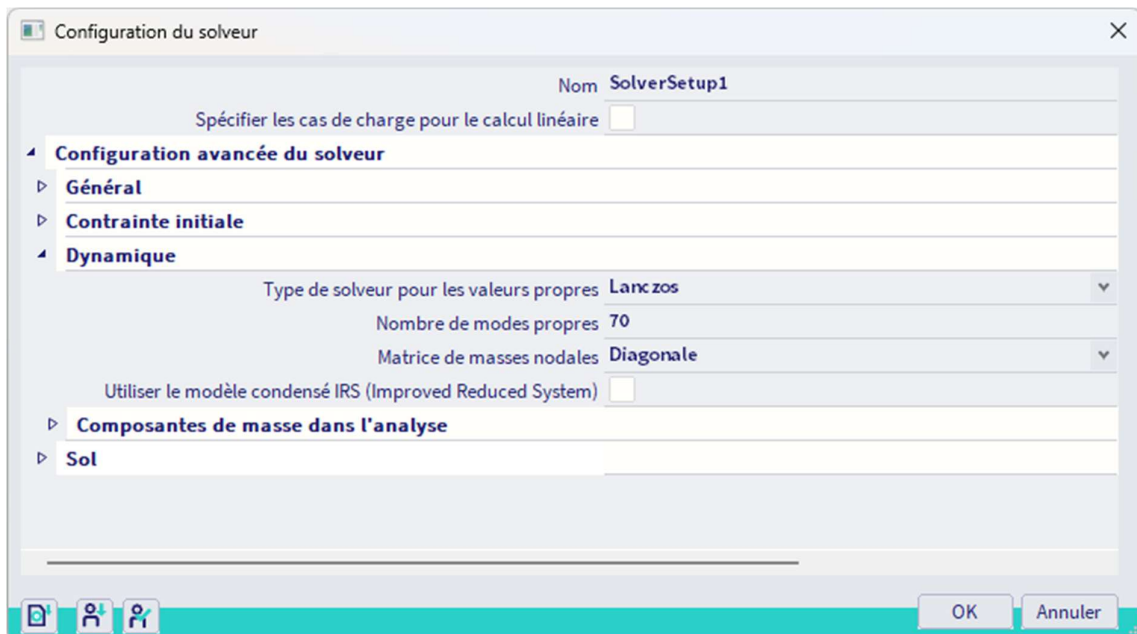 Configuration du solveur
Nom SolverSetup1
Spécifier les cas de charge pour le calcul linéaire
Configuration avancée du solveur
Général
Contrainte initiale
Dynamique
Type de solveur pour les valeurs propres Lanczos
Nombre de modes propres 70
Matrice de masses nodales Diagonale
Utiliser le modèle condensé IRS (Improved Reduced System)
Composantes de masse dans l'analyse
Sol
OK Annuler